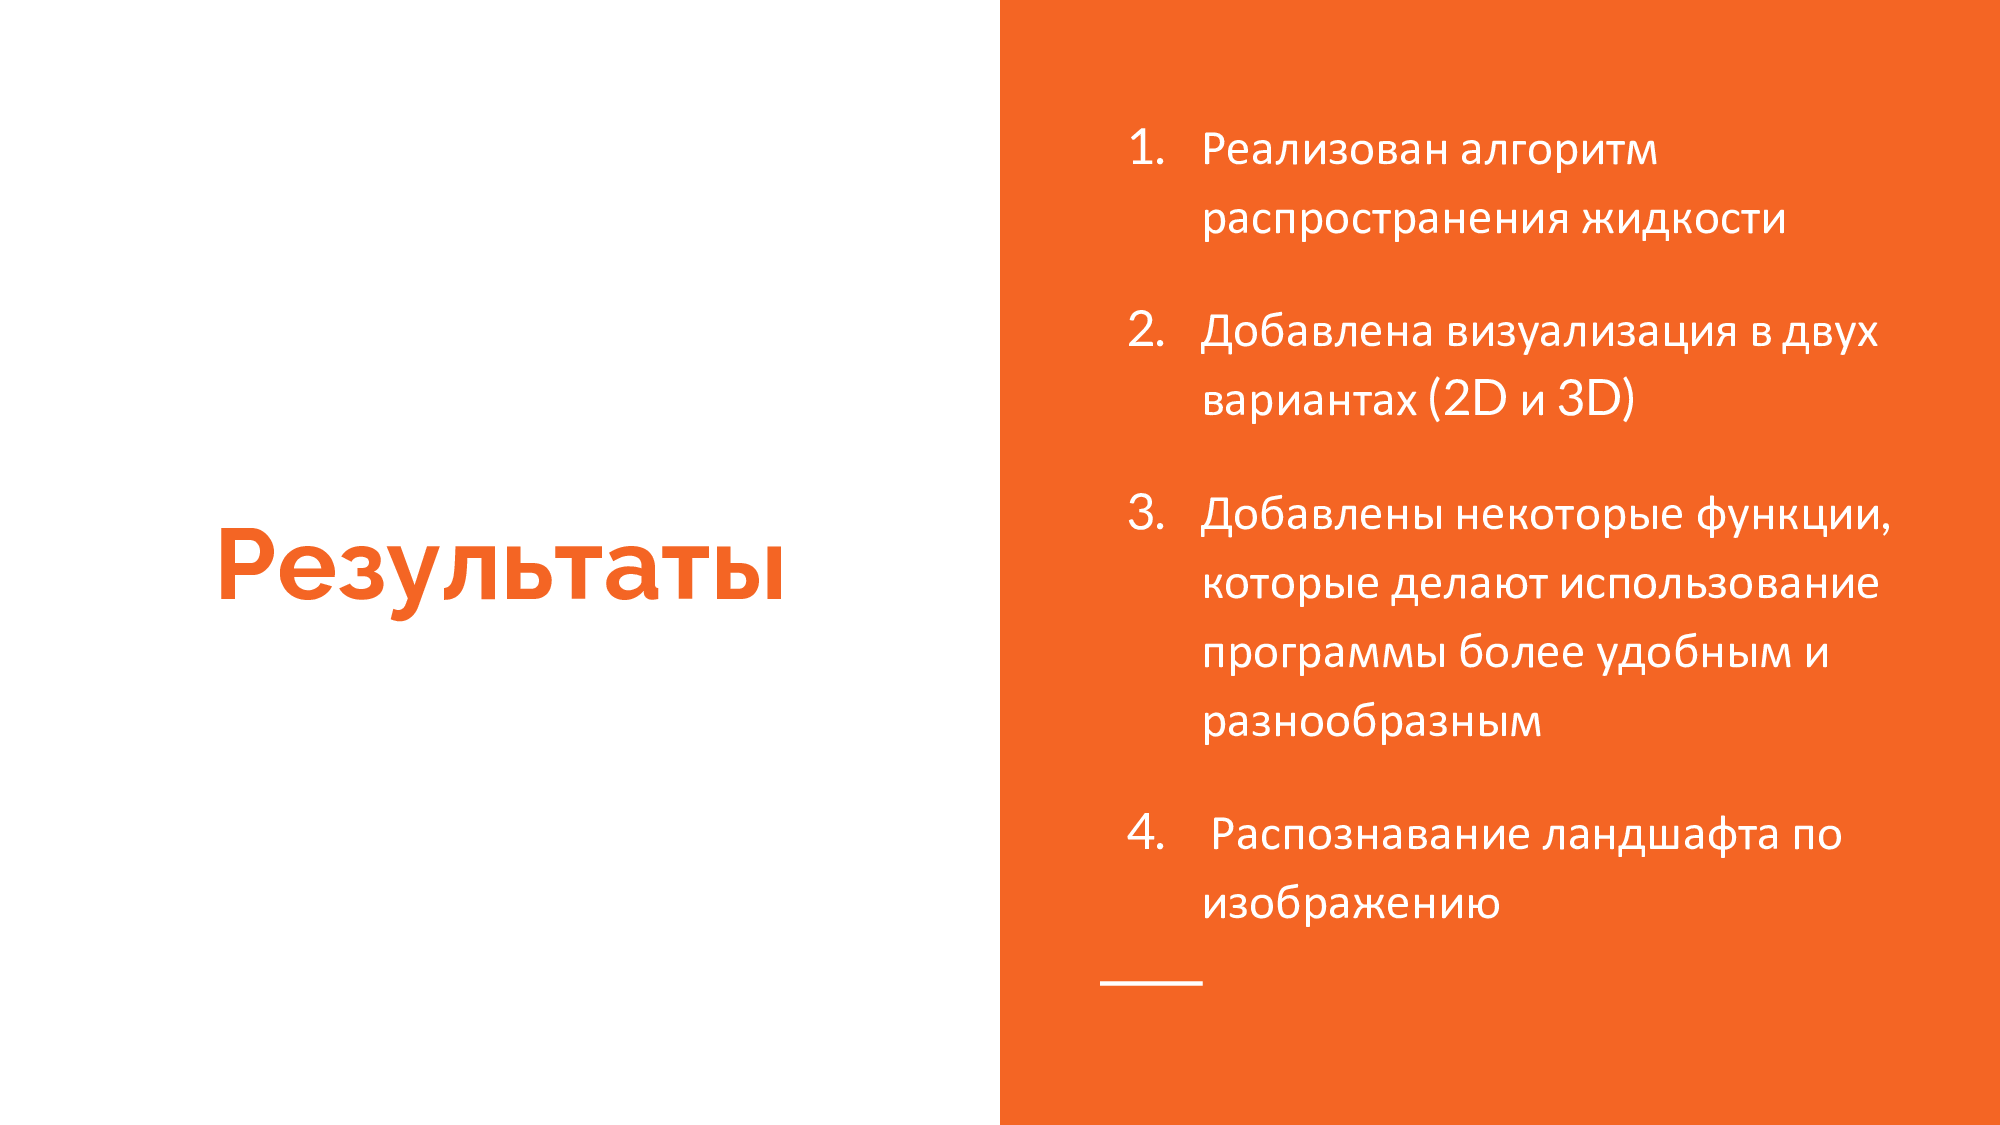 Результаты
1. Реализован алгоритм
распространения жидкости
2. Добавлена визуализация в двух
вариантах (2D и 3D)
3. Добавлены некоторые функции,
которые делают использование
программы более удобным и
разнообразным
4. Распознавание ландшафта по
изображению